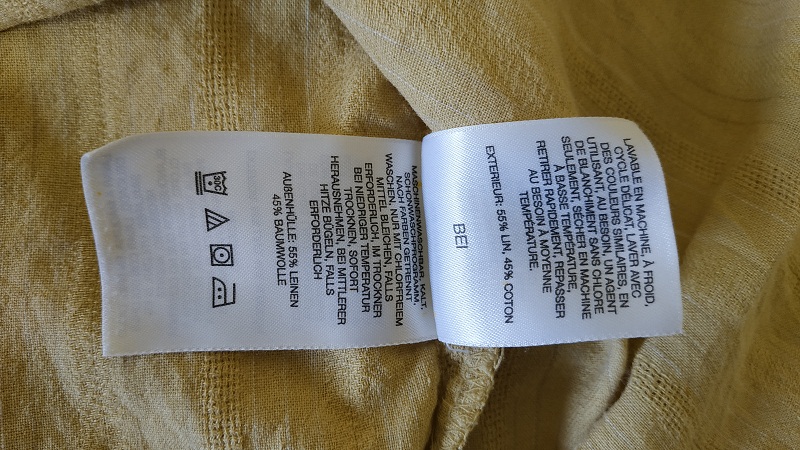 LAVABLE EN MACHINE, À FROID,
CYCLE DÉLICAT. LAVER AVEC
DES COULEURS SIMILAIRES, EN
UTILISANT, AU BESOIN, UN AGENT
DE BLANCHIMENT SANS CHLORE
SEULEMENT, SÉCHER EN MACHINE
À BASSE TEMPÉRATURE,
RETIRER RAPIDEMENT, REPASSER
AU BESOIN À MOYENNE
TEMPÉRATURE.
EXTERIEUR: 55% LIN, 45% COTON
BEI
MASCHINENWASCHBAR, KALT,
SCHONWASCHPROGRAMM.
NACH FARBEN GETRENNT
WASCHEN, NUR MIT CHLORFREIEM
MITTEL BLEICHEN, FALLS
ERFORDERLICH, IM TROCKNER
BEI NIEDRIGER TEMPERATUR
TROCKNEN, SOFORT
HERAUSNEHMEN, BEI MITTLERER
HITZE BÜGELN, FALLS
ERFORDERLICH
AUßENHÜLLE: 55% LEINEN
45% BAUMWOLLE
30C